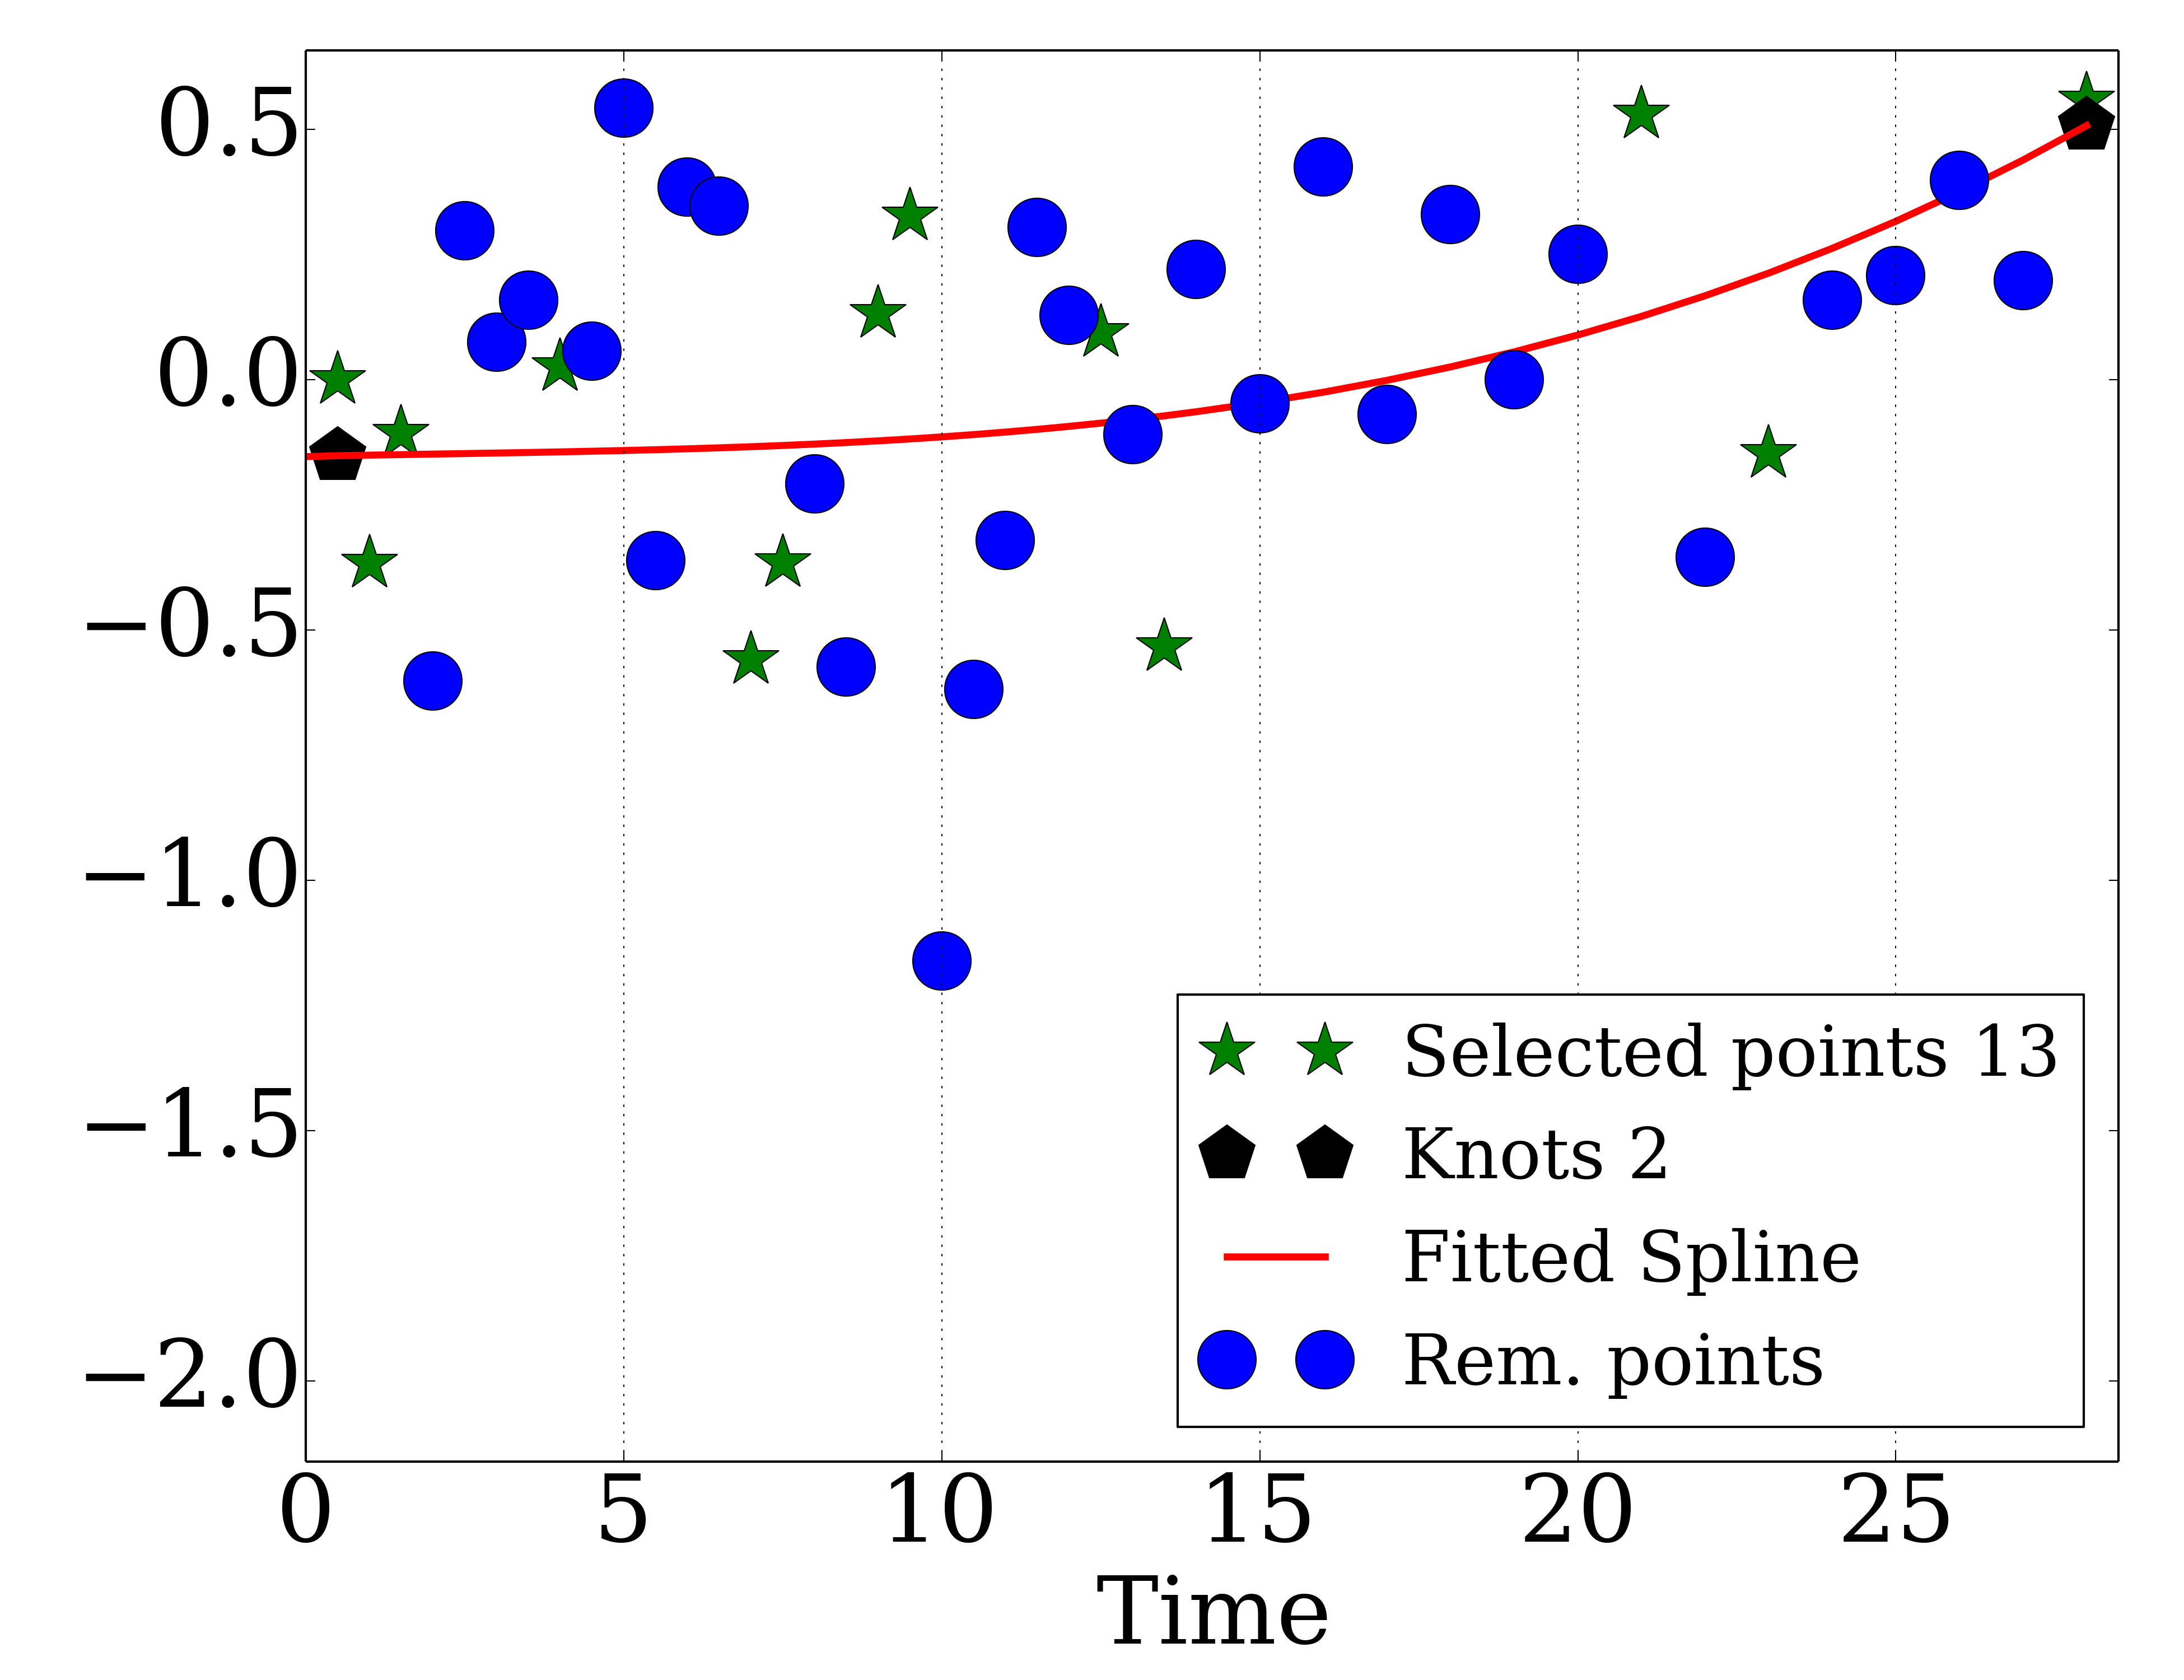 0.5
0.0
−0.5
−1.0
−1.5
−2.0
Selected points 13
Knots 2
Fitted Spline
Rem. points
0 5 10 15 20 25
Time